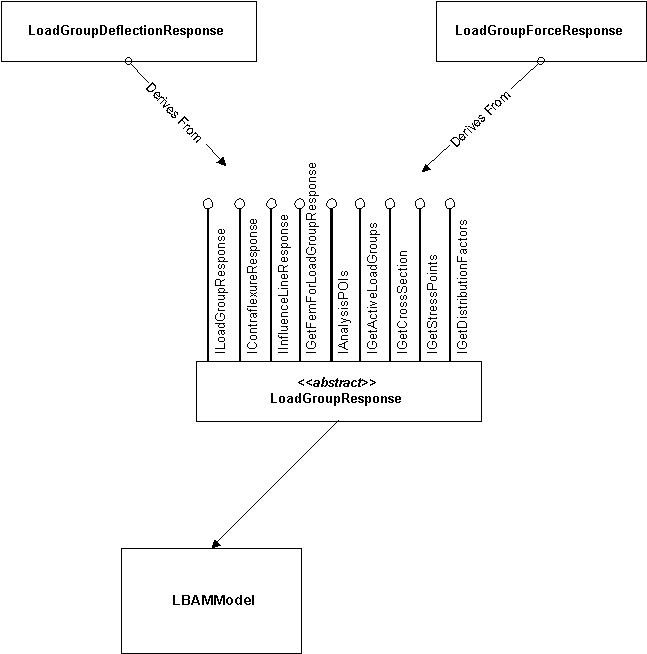 LoadGroupDeflectionResponse
LoadGroupForceResponse
Derives From
Derives From
ILoadGroupResponse
IContraflexureResponse
IInfluenceLineResponse
IGetFemForLoadGroupResponse
IAnalysisPOIs
IGetActiveLoadGroups
IGetCrossSection
IGetStressPoints
IGetDistributionFactors
<<abstract>>
LoadGroupResponse
LBAMModel